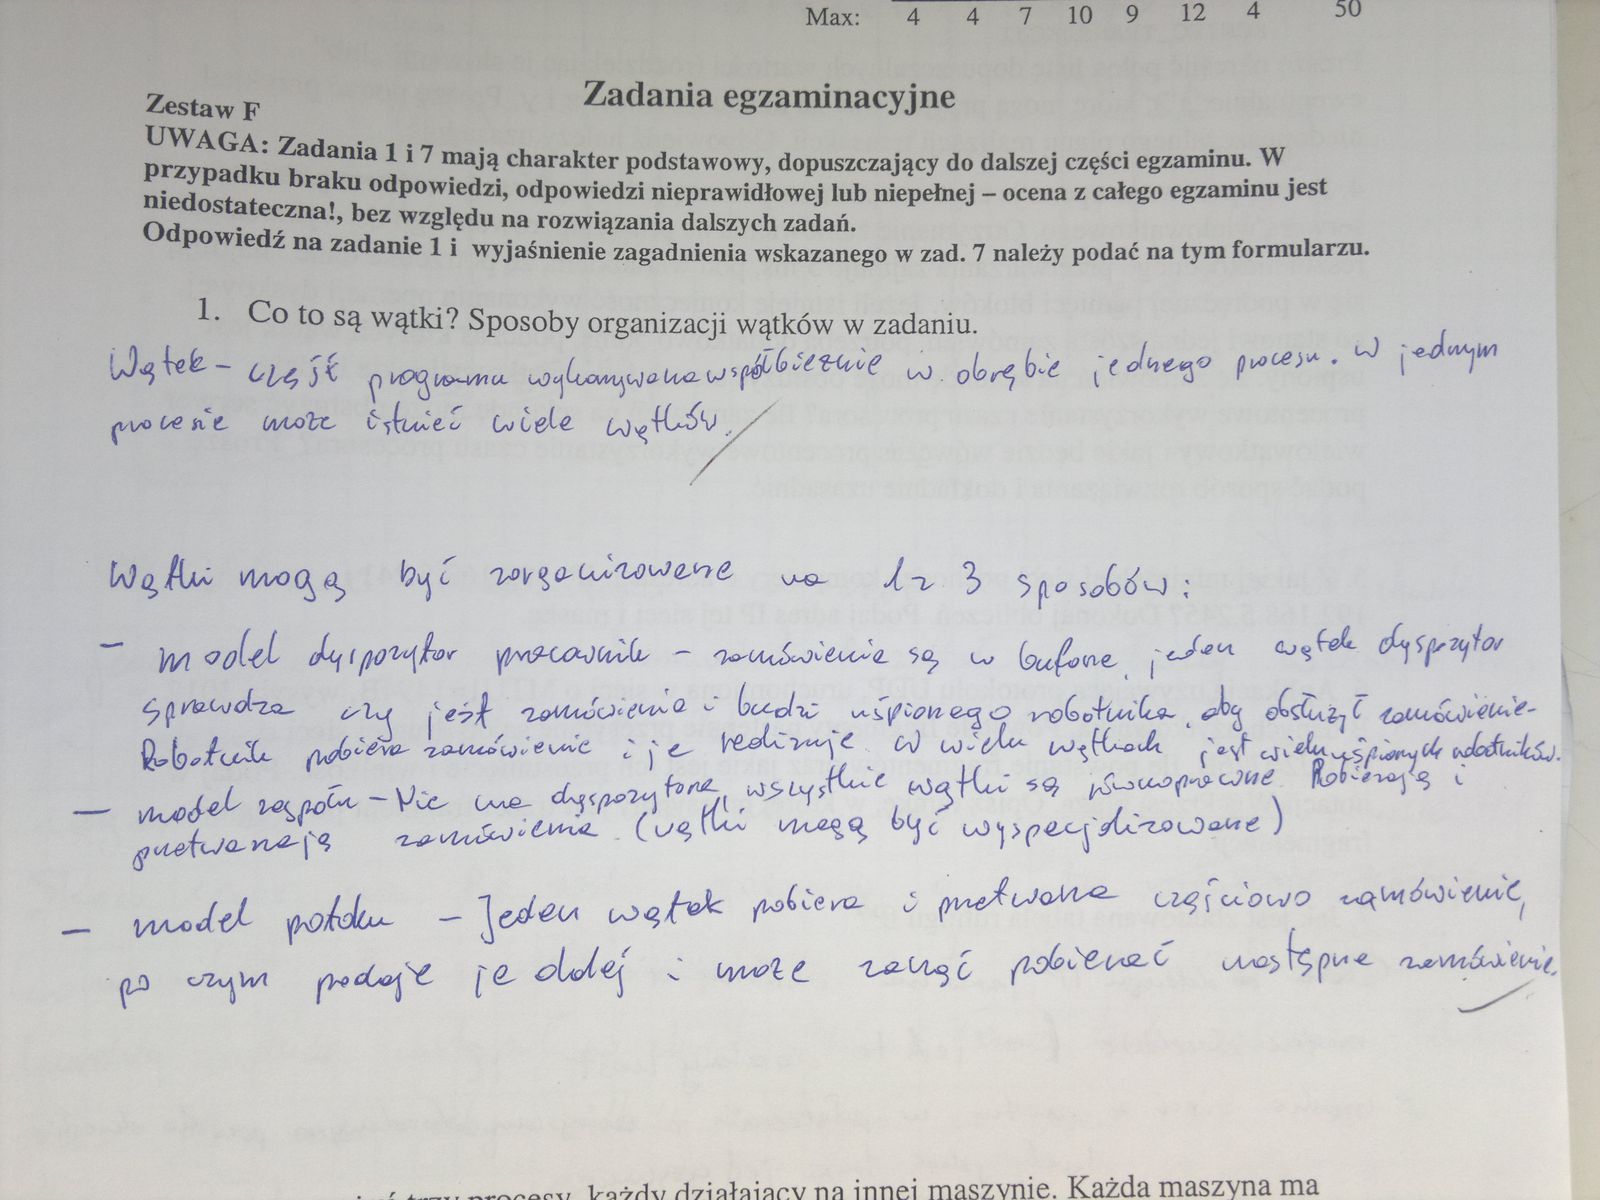 Max: 4 4 7 10 9 12 4 50
Zadania egzaminacyjne
Zestaw F
UWAGA: Zadania 1 i 7 mają charakter podstawowy, dopuszczający do dalszej części egzaminu. W
przypadku braku odpowiedzi, odpowiedzi nieprawidłowej lub niepełnej – ocena z całego egzaminu jest
niedostateczna!, bez względu na rozwiązania dalszych zadań.
Odpowiedź na zadanie 1 i wyjaśnienie zagadnienia wskazanego w zad. 7 należy podać na tym formularzu.
1. Co to są wątki? Sposoby organizacji wątków w zadaniu.
Wątek – część programu wykonywana współbieżnie w obrębie jednego procesu. W jednym
procesie może istnieć wiele wątków.
Wątki mogą być zorganizowane na 1 z 3 sposobów:
– model dyspozytor pracownik – zamówienia są w buforze, jeden wątek dyspozytor
sprawdza czy jest zamówienie i budzi uśpionego robotnika, aby obsłużył zamówienie.
Robotnik pobiera zamówienie i je realizuje. W wielu wątkach jest wielu uśpionych robotników.
– model zespołu – Nie ma dyspozytora, wszystkie wątki są równoprawne. Pobierają i
przetwarzają zamówienia. (wątki mogą być wyspecjalizowane)
– model potoku – Jeden wątek pobiera i przetwarza częściowo zamówienie,
po czym podaje je dalej i może zacząć pobierać następne zamówienie.
trzy procesy, każdy działający na innej maszynie. Każda maszyna ma